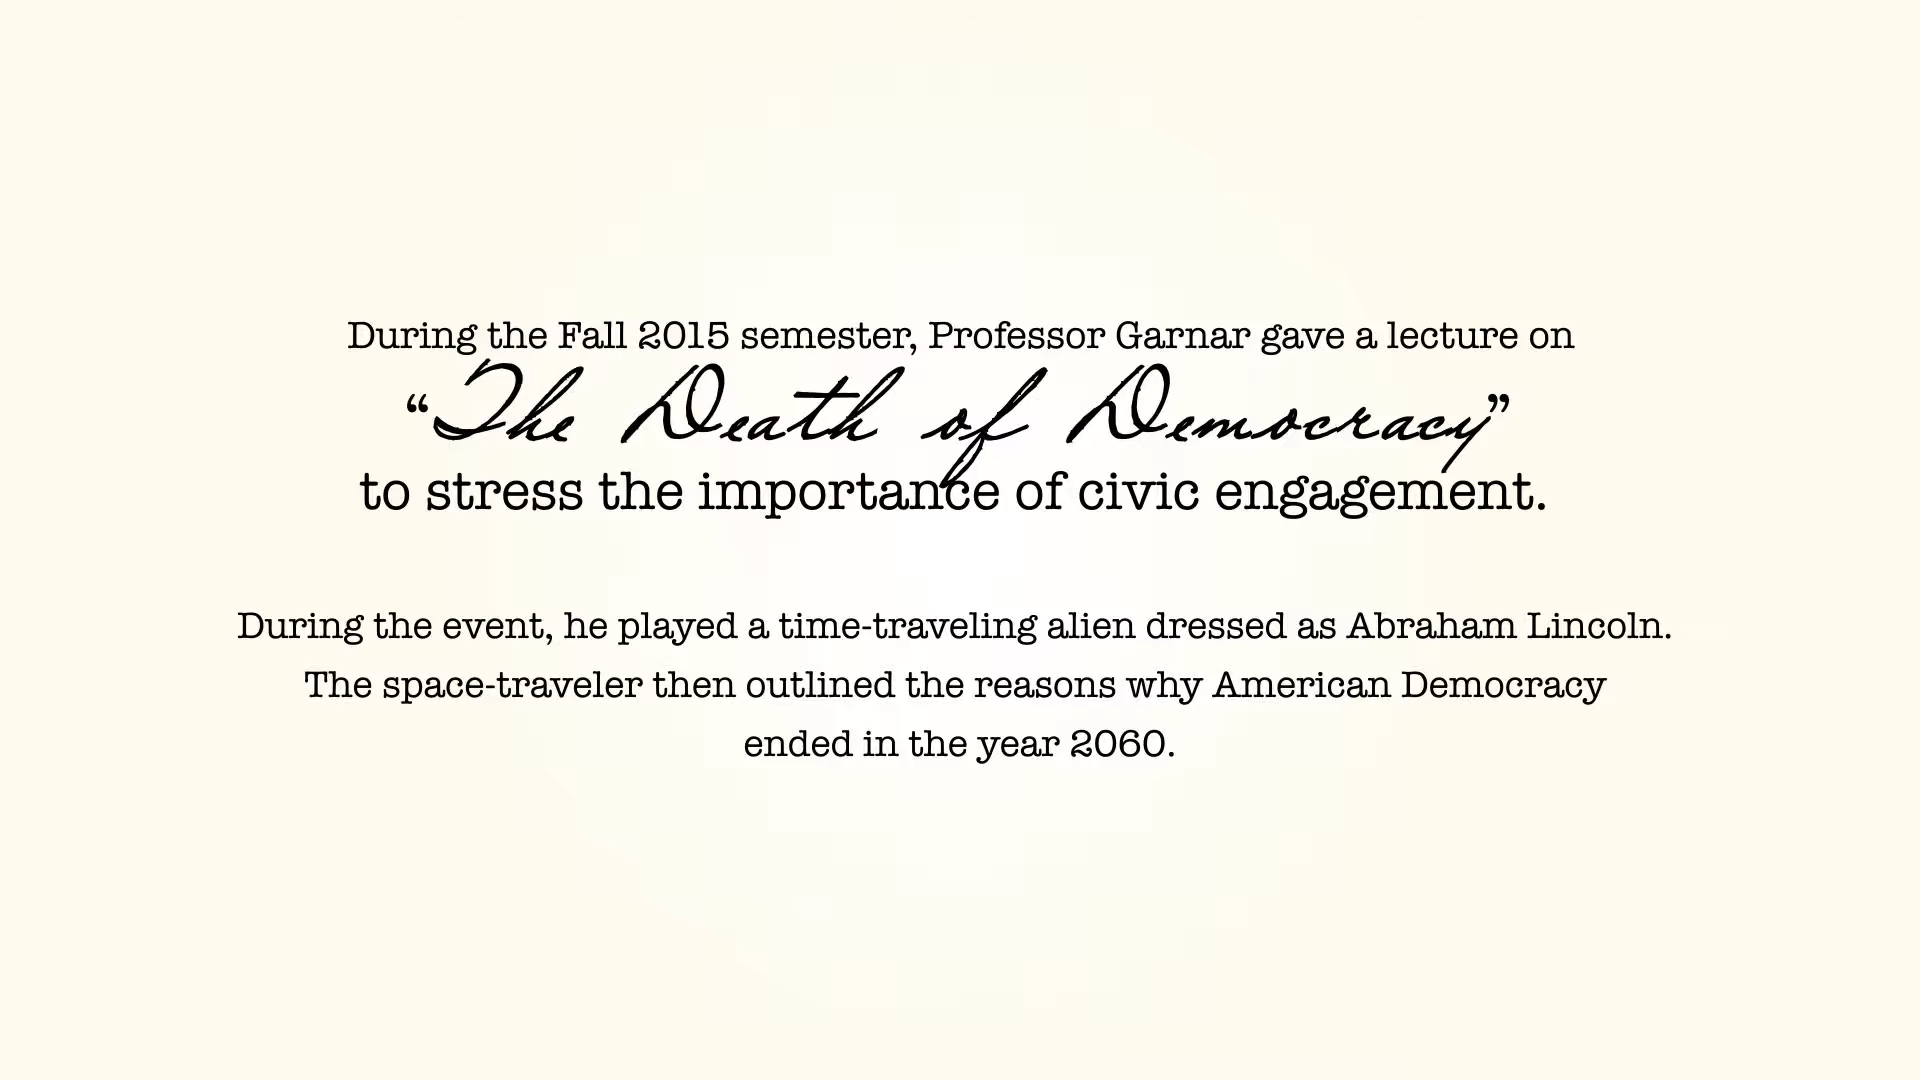 During the Fall 2015 semester, Professor Garnar gave a lecture on
“The Death of Democracy”
to stress the importance of civic engagement.
During the event, he played a time-traveling alien dressed as Abraham Lincoln.
The space-traveler then outlined the reasons why American Democracy
ended in the year 2060.